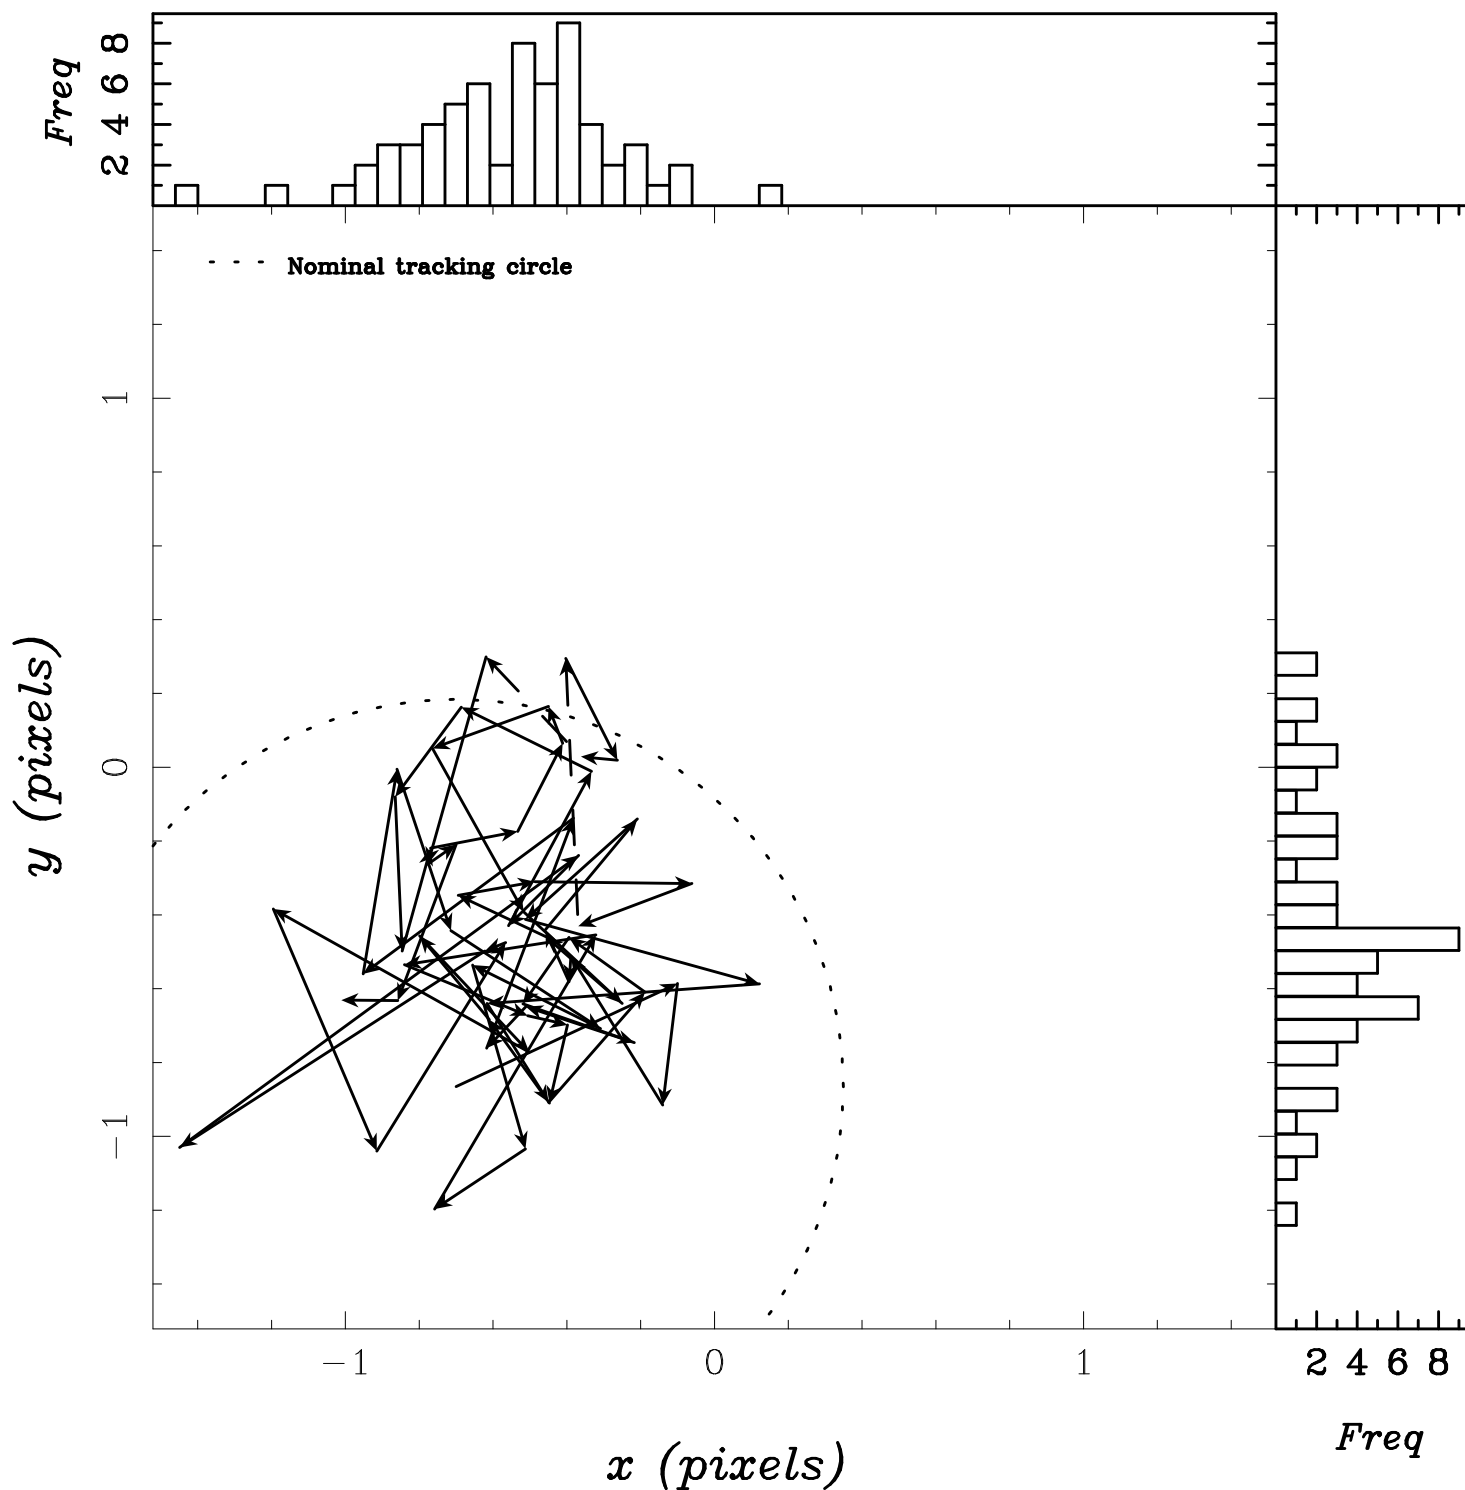 Freq
8
6
4
2
Nominal tracking circle
2 4 6 8
Freq
y (pixels)
1
0
−1
−1 0 1
x (pixels)